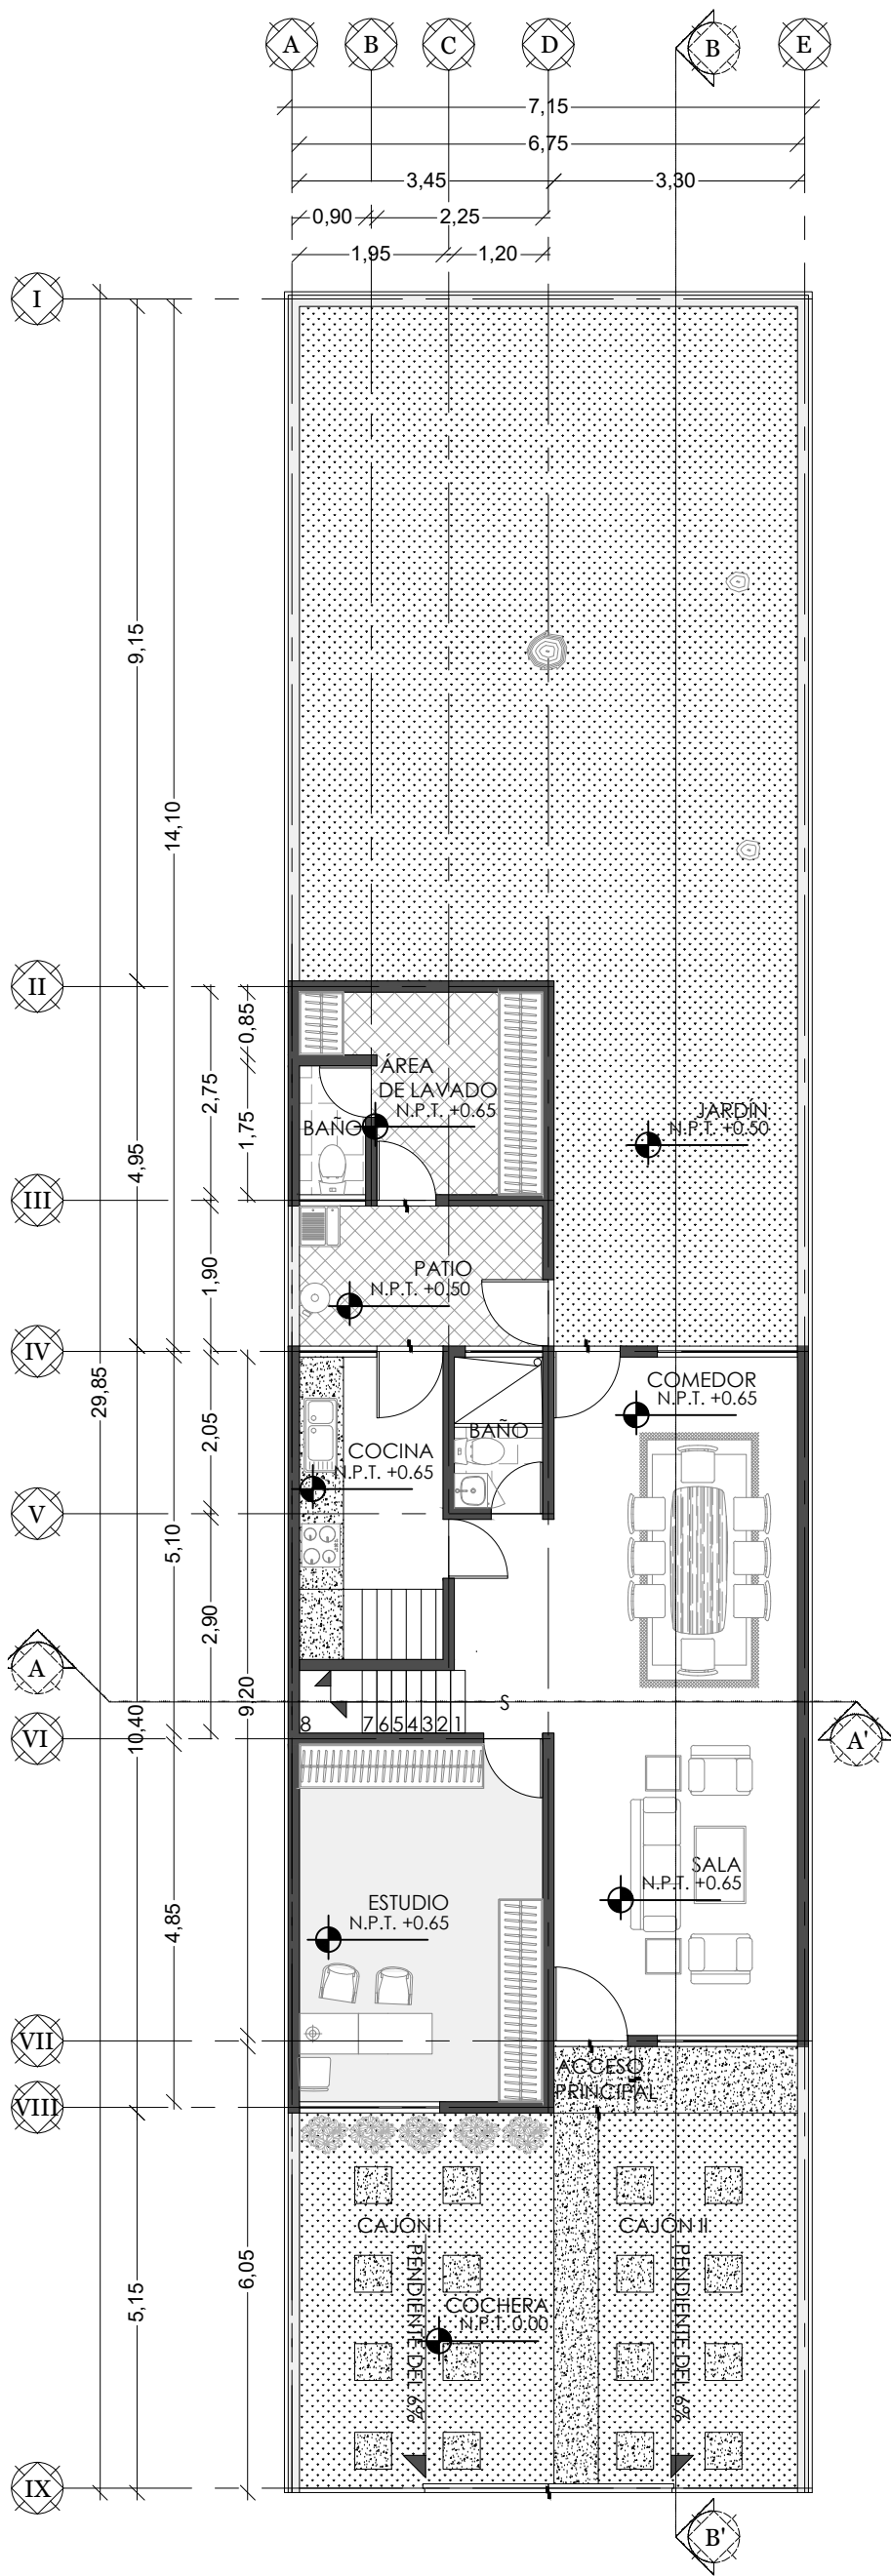 A B C D B E
7,15
6,75
3,45 3,30
0,90 2,25
1,95 1,20
I
9,15
14,10
II
0,85
2,75
1,75
4,95
ÁREA
DE LAVADO
N.P.T. +0.65
BAÑO
JARDÍN
N.P.T. +0.50
III
1,90
PATIO
N.P.T. +0.50
IV
29,85
2,05
COMEDOR
N.P.T. +0.65
BAÑO
COCINA
N.P.T. +0.65
V
5,10
2,90
A
9,20
10,40
S
8 7 6 5 4 3 2 1
VI
A'
SALA
N.P.T. +0.65
ESTUDIO
N.P.T. +0.65
4,85
VII
ACCESO
PRINCIPAL
VIII
CAJÓN I
CAJÓN II
PENDIENTE DEL 6%
PENDIENTE DEL 6%
6,05
5,15
COCHERA
N.P.T. 0.00
IX
B'